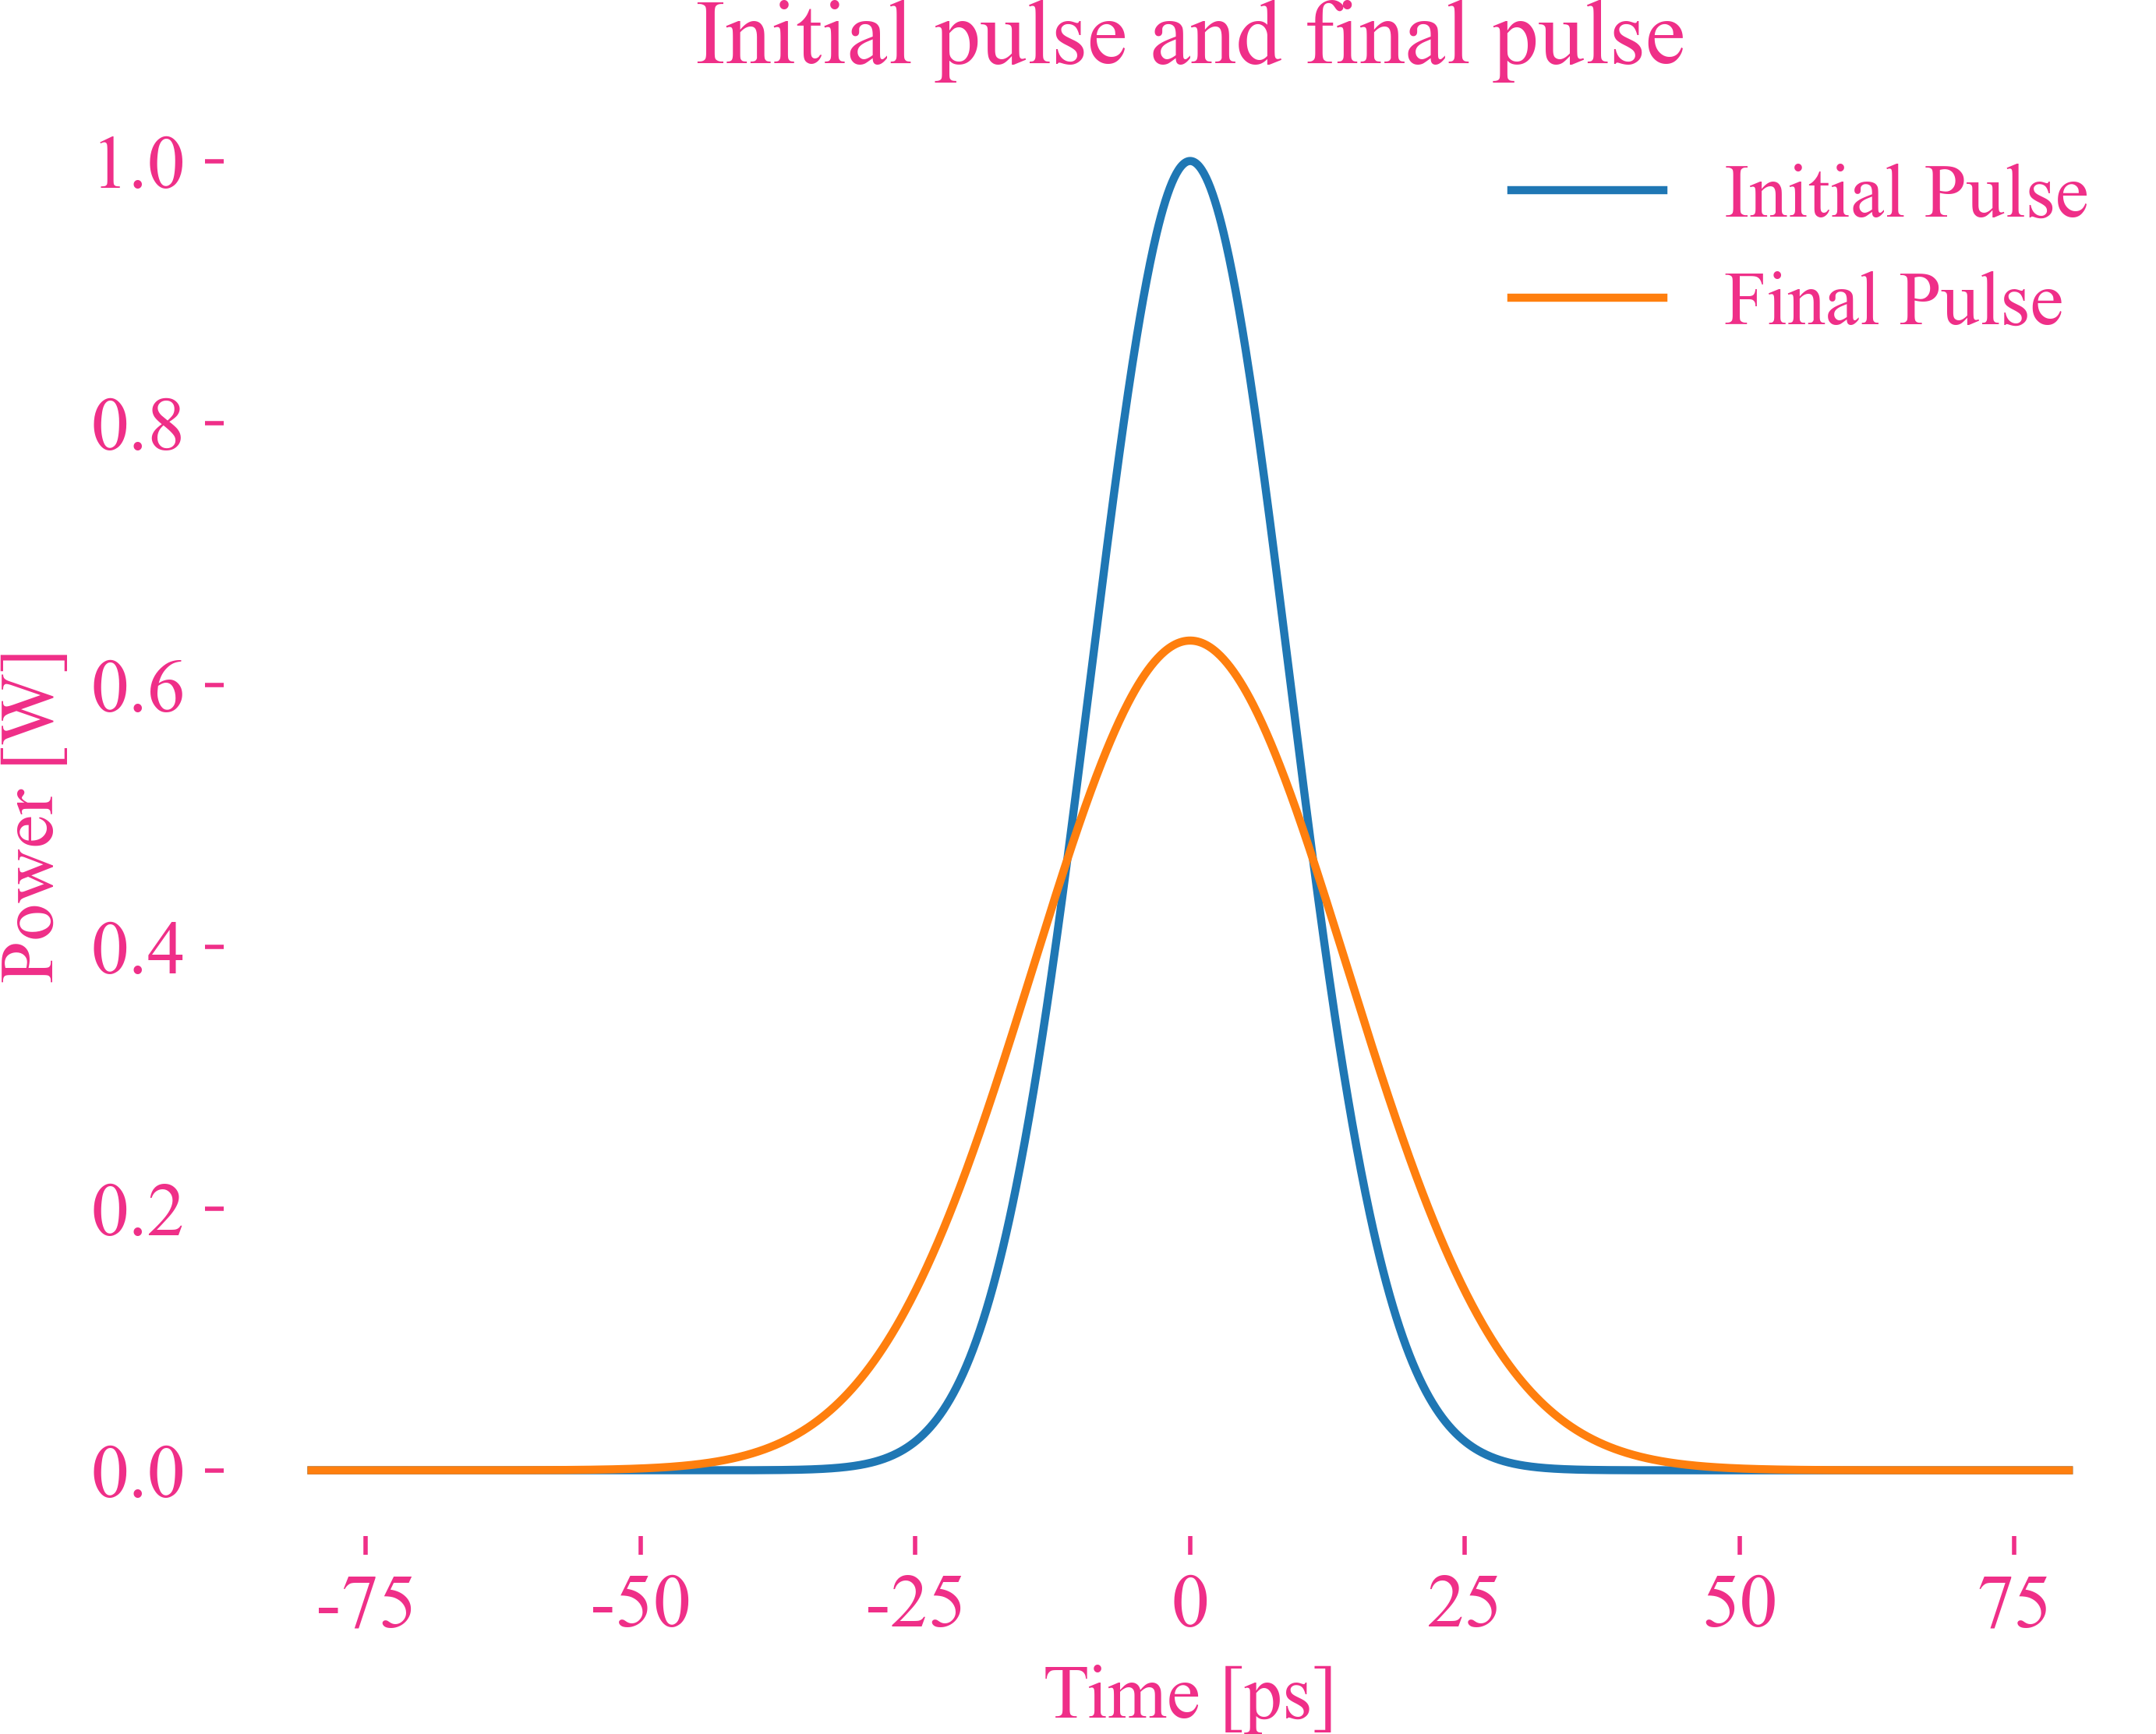 Initial pulse and final pulse
Initial Pulse
Final Pulse
Power [W]
1.0
0.8
0.6
0.4
0.2
0.0
-75 -50 -25 0 25 50 75
Time [ps]